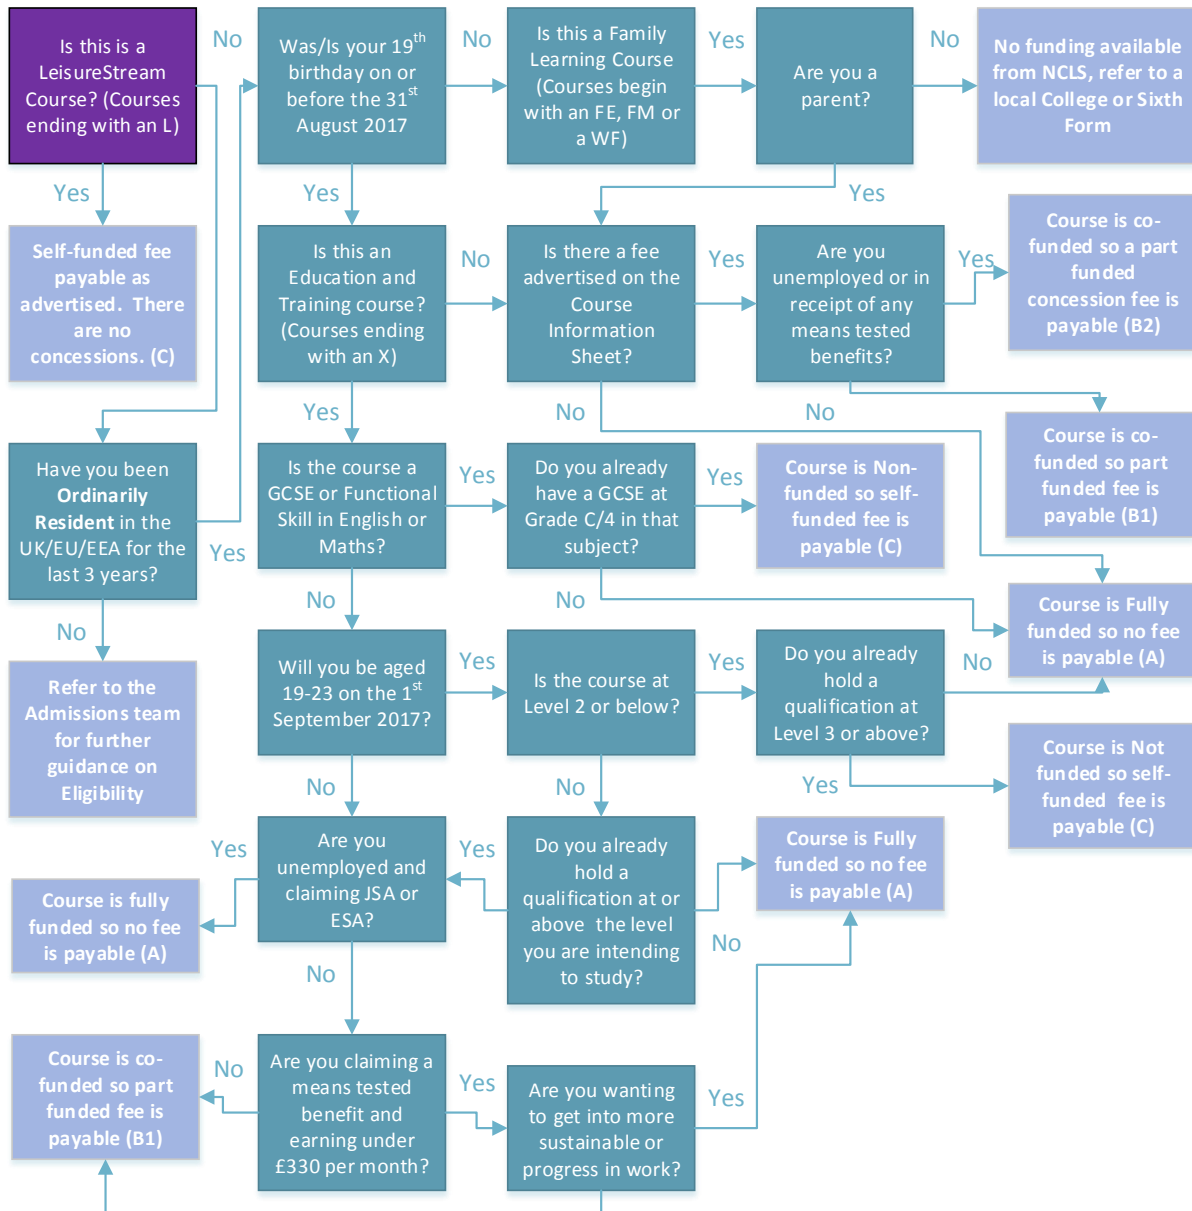 Is this is a
LeisureStream
Course? (Courses
ending with an L)
No
Was/Is your 19th
birthday on or
before the 31st
August 2017
No
Is this a Family
Learning Course
(Courses begin
with an FE, FM or
a WF)
Yes
Are you a
parent?
No
No funding available
from NCLS, refer to a
local College or Sixth
Form
Yes
Yes
Yes
Self-funded fee
payable as
advertised. There
are no
concessions. (C)
Is this an
Education and
Training course?
(Courses ending
with an X)
No
Is there a fee
advertised on the
Course
Information
Sheet?
Yes
Are you
unemployed or in
receipt of any
means tested
benefits?
Yes
Course is co-
funded so a part
funded
concession fee is
payable (B2)
Yes
No
No
Course is co-
funded so part
funded fee is
payable (B1)
Have you been
Ordinarily
Resident in the
UK/EU/EEA for the
last 3 years?
Yes
Is the course a
GCSE or Functional
Skill in English or
Maths?
Yes
Do you already
have a GCSE at
Grade C/4 in that
subject?
Yes
Course is Non-
funded so self-
funded fee is
payable (C)
No
No
No
Course is Fully
funded so no fee
is payable (A)
Refer to the
Admissions team
for further
guidance on
Eligibility
Will you be aged
19-23 on the 1st
September 2017?
Yes
Is the course at
Level 2 or below?
Yes
Do you already
hold a
qualification at
Level 3 or above?
No
No
No
Yes
Course is Not
funded so self-
funded fee is
payable (C)
Yes
Are you
unemployed and
claiming JSA or
ESA?
Yes
Do you already
hold a
qualification at or
above the level
you are intending
to study?
No
Course is Fully
funded so no fee
is payable (A)
Course is fully
funded so no fee
is payable (A)
No
Course is co-
funded so part
funded fee is
payable (B1)
No
Are you claiming a
means tested
benefit and
earning under
£330 per month?
Yes
Are you wanting
to get into more
sustainable or
progress in work?
Yes